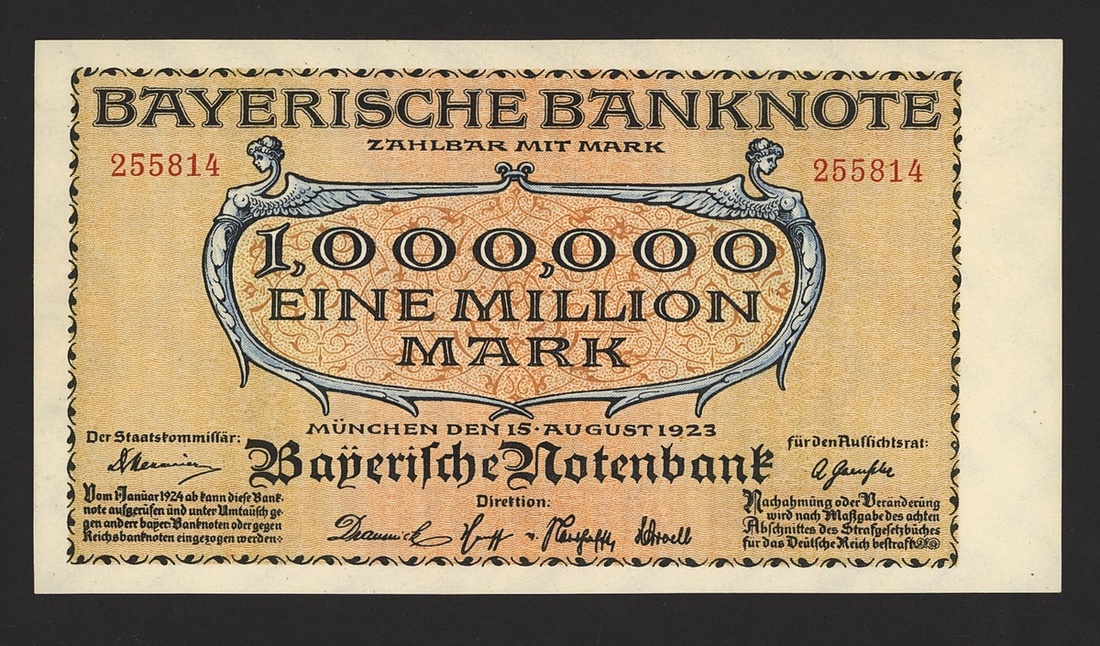 BAYERISCHE BANKNOTE
ZAHLBAR MIT MARK
255814
255814
1,000,000
EINE MILLION
MARK
MÜNCHEN DEN 15·AUGUST 1923
Der Staatskommissär:
für den Aufsichtsrat:
Bayerische Notenbank
Direktion:
Vom 1·Januar 1924 ab kann diese Bank-
note aufgerufen und unter Umtausch ge-
gen andere bayer·Banknoten oder gegen
Reichsbanknoten eingezogen werden·:·
Nachahmung oder Veränderung
wird nach Maßgabe des achten
Abschnittes des Strafgesetzbuches
für das Deutsche Reich bestraft